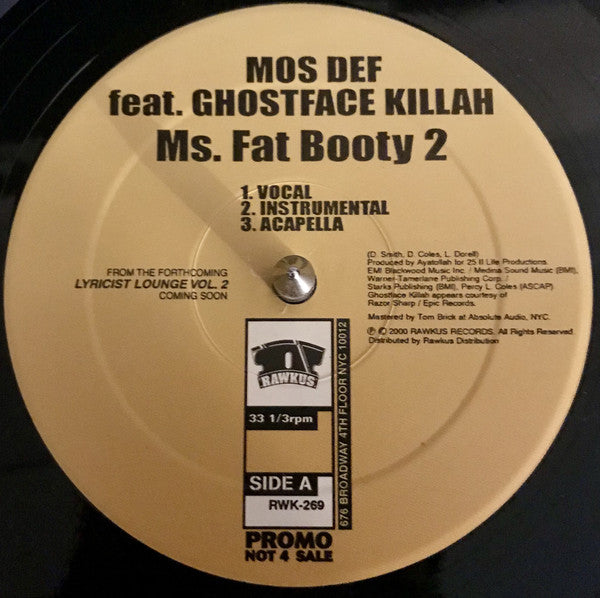 MOS DEF
feat. GHOSTFACE KILLAH
Ms. Fat Booty 2
1. VOCAL
2. INSTRUMENTAL
3. ACAPELLA
FROM THE FORTHCOMING
LYRICIST LOUNGE VOL. 2
COMING SOON
(D. Smith, D. Coles, L. Dorell)
Produced by Ayatollah for 25 II Life Productions.
EMI Blackwood Music Inc. / Medina Sound Music (BMI),
Warner-Tamerlane Publishing Corp. /
Starks Publishing (BMI), Percy L. Coles (ASCAP)
Ghostface Killah appears courtesy of
Razor Sharp / Epic Records.
Mastered by Tom Brick at Absolute Audio, NYC.
℗ © 2000 RAWKUS RECORDS. All Rights Reserved.
Distributed by Rawkus Distribution
RAWKUS
33 1/3rpm
SIDE A
RWK-269
676 BROADWAY 4TH FLOOR NYC 10012
PROMO
NOT 4 SALE